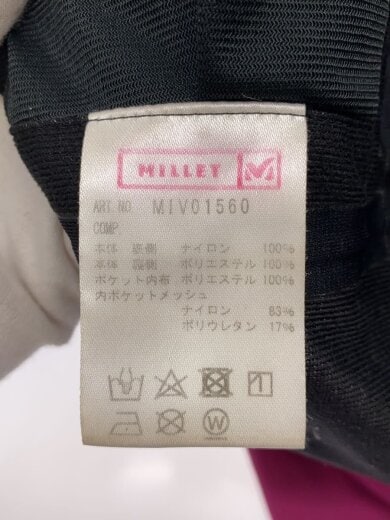 MILLET M
ART.NO. MIV01560
COMP
本体 表側 ナイロン 100%
本体 裏側 ポリエステル 100%
ポケット内布 ポリエステル 100%
内ポケットメッシュ
ナイロン 83%
ポリウレタン 17%
W